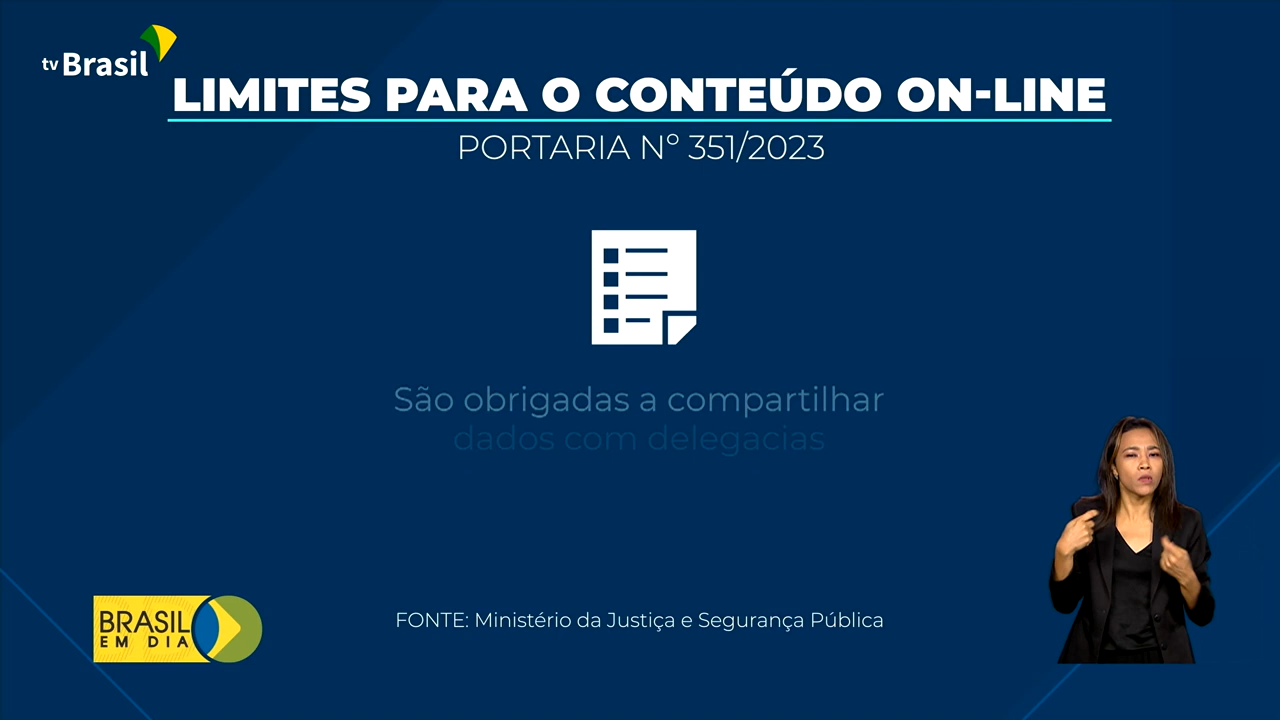 tv Brasil
LIMITES PARA O CONTEÚDO ON-LINE
PORTARIA Nº 351/2023
São obrigadas a compartilhar
dados com delegacias
BRASIL
EM DIA
FONTE: Ministério da Justiça e Segurança Pública